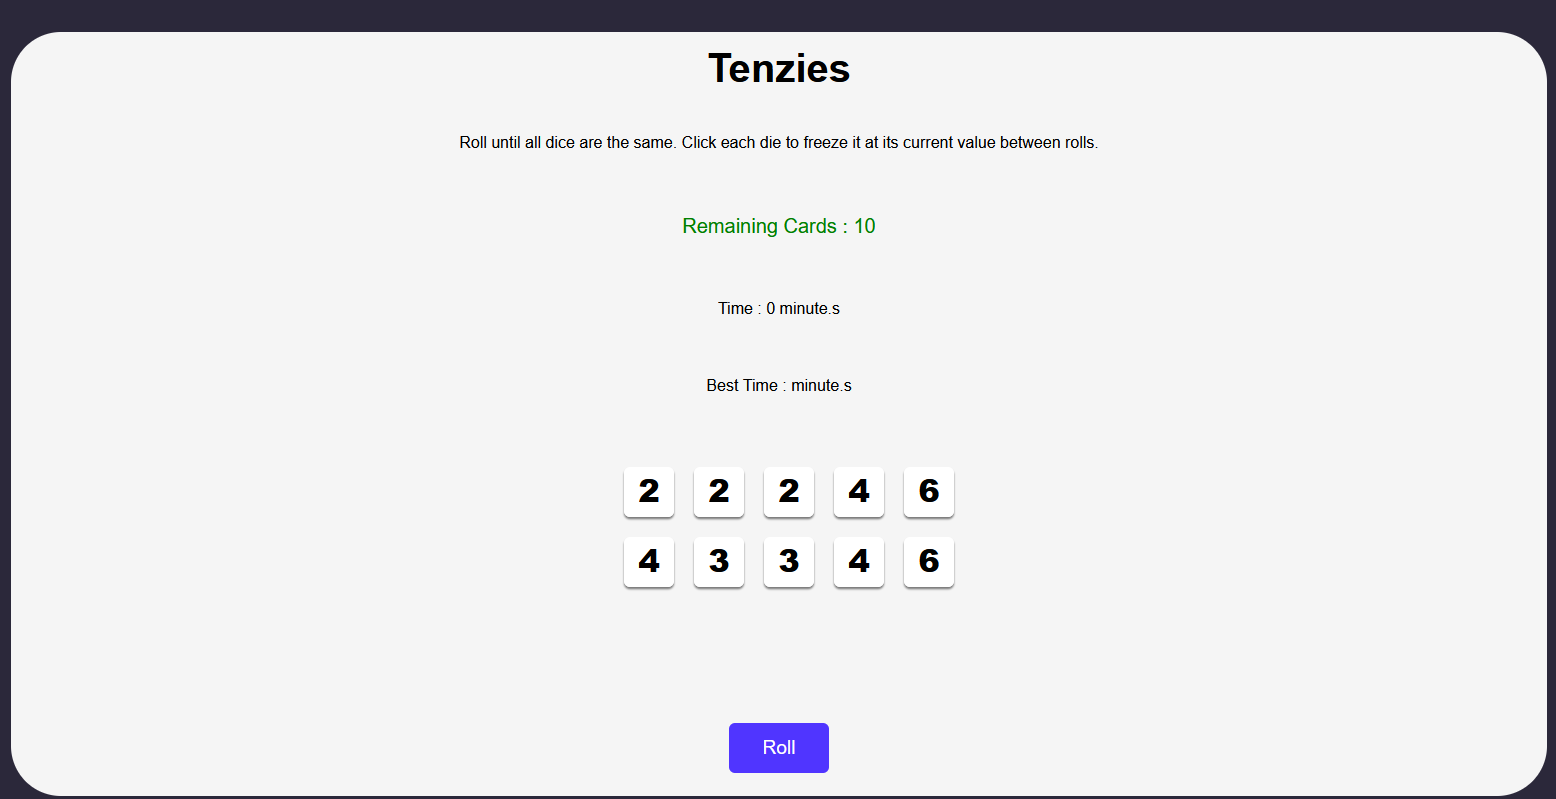 Tenzies
Roll until all dice are the same. Click each die to freeze it at its current value between rolls.
Remaining Cards : 10
Time : 0 minute.s
Best Time : minute.s
2 2 2 4 6
4 3 3 4 6
Roll